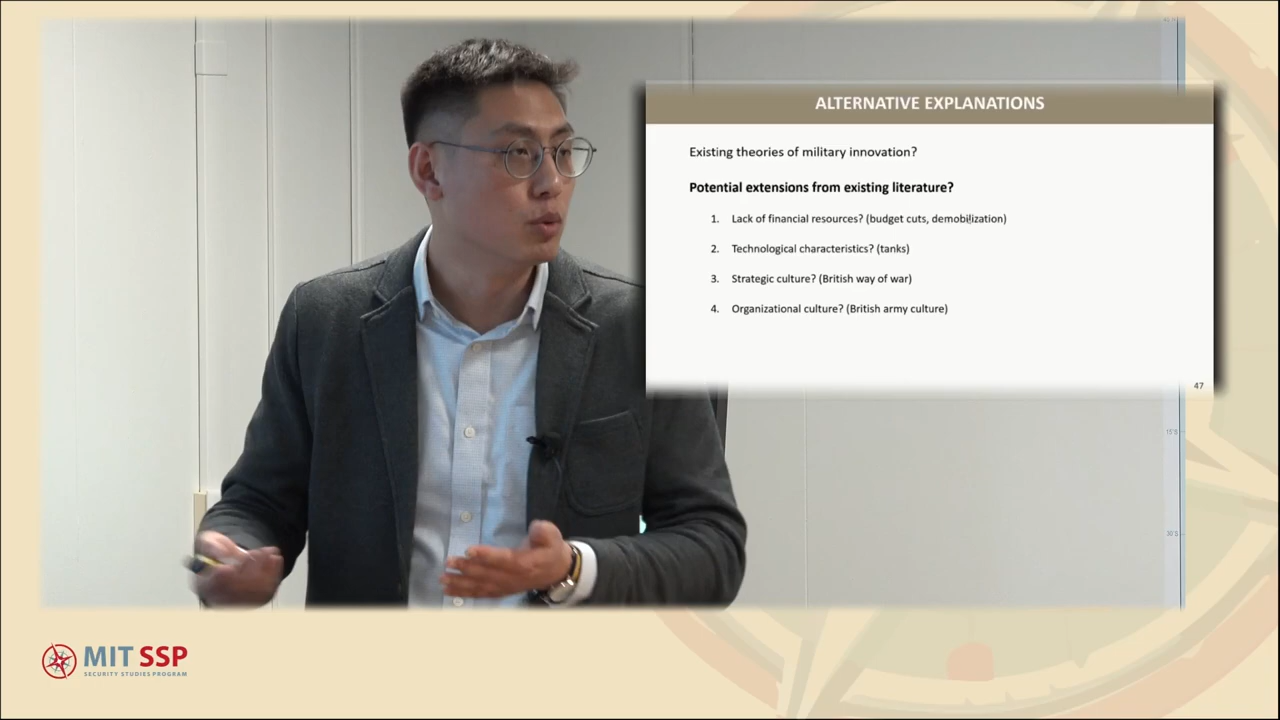 ALTERNATIVE EXPLANATIONS
Existing theories of military innovation?
Potential extensions from existing literature?
1. Lack of financial resources? (budget cuts, demobilization)
2. Technological characteristics? (tanks)
3. Strategic culture? (British way of war)
4. Organizational culture? (British army culture)
47
15°S
30°S
MIT SSP
SECURITY STUDIES PROGRAM